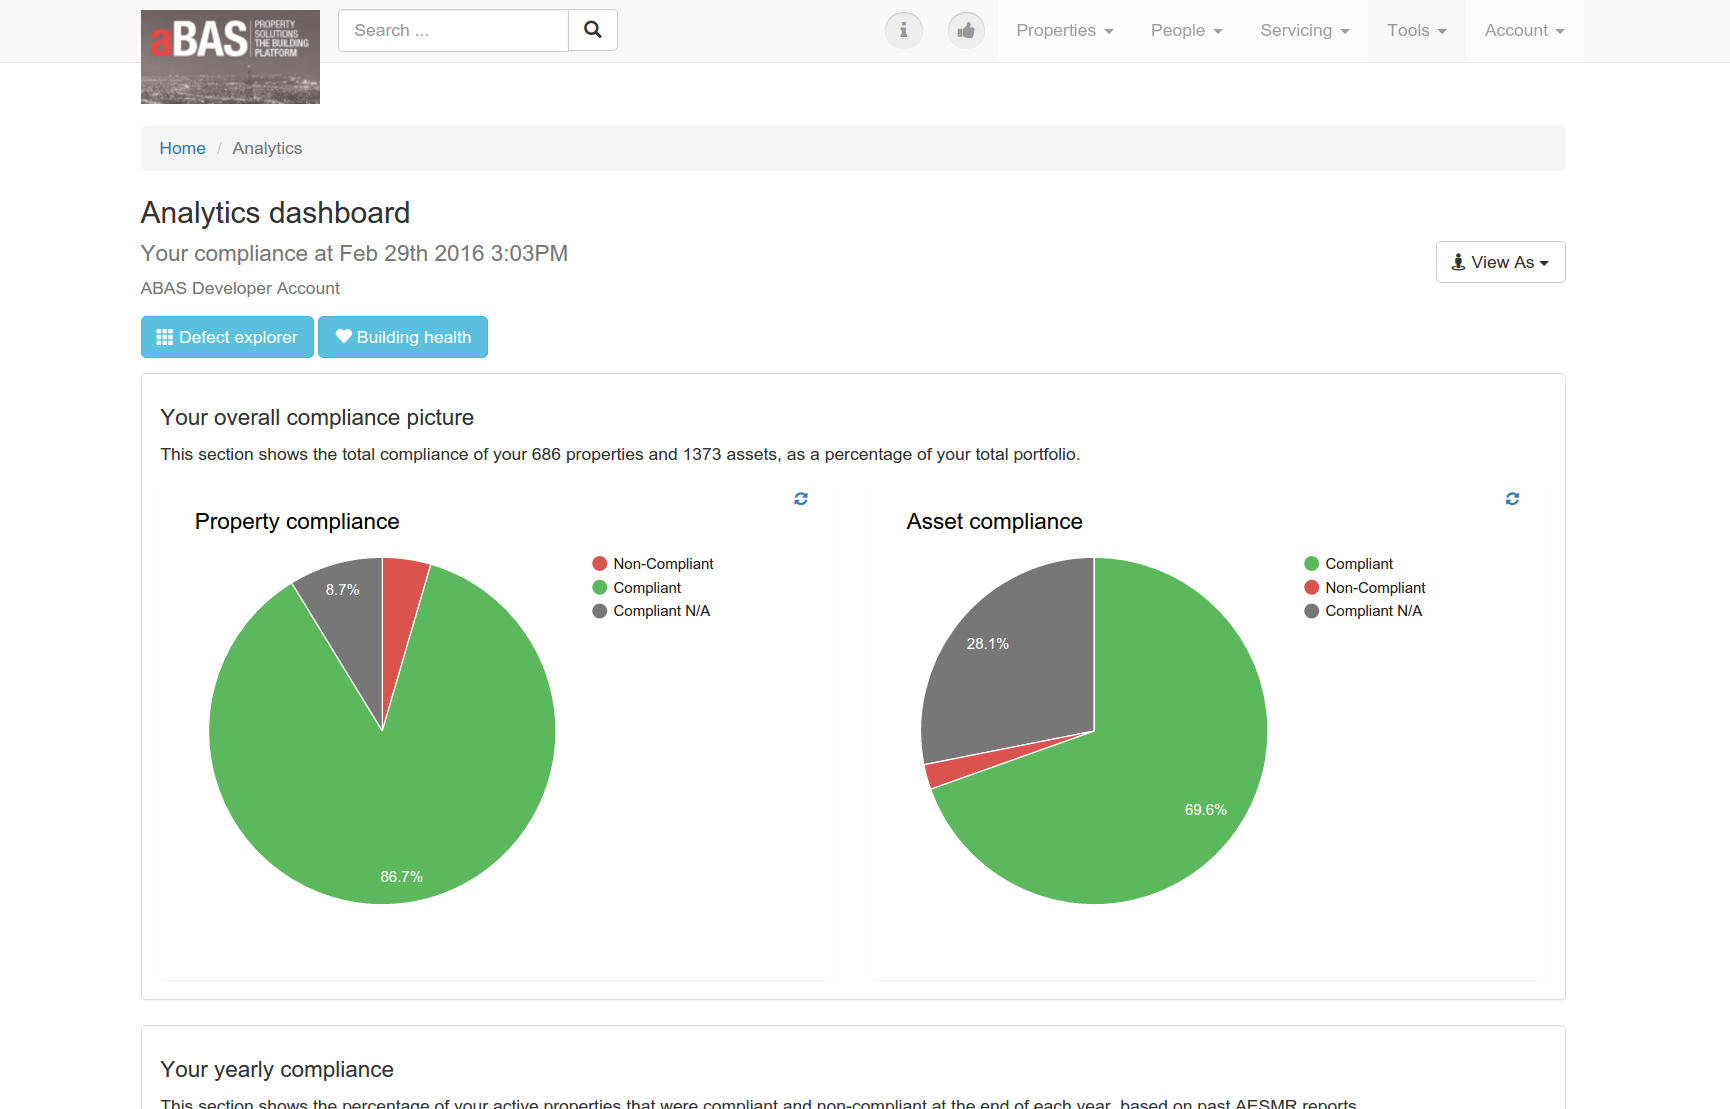 aBAS PROPERTY SOLUTIONS THE BUILDING PLATFORM
Search ...
Properties People Servicing Tools Account
Home / Analytics
Analytics dashboard
Your compliance at Feb 29th 2016 3:03PM
View As
ABAS Developer Account
Defect explorer Building health
Your overall compliance picture
This section shows the total compliance of your 686 properties and 1373 assets, as a percentage of your total portfolio.
Property compliance
Non-Compliant
Compliant
Compliant N/A
8.7%
86.7%
Asset compliance
Compliant
Non-Compliant
Compliant N/A
28.1%
69.6%
Your yearly compliance
This section shows the percentage of your active properties that were compliant and non-compliant at the end of each year, based on past AESMR reports